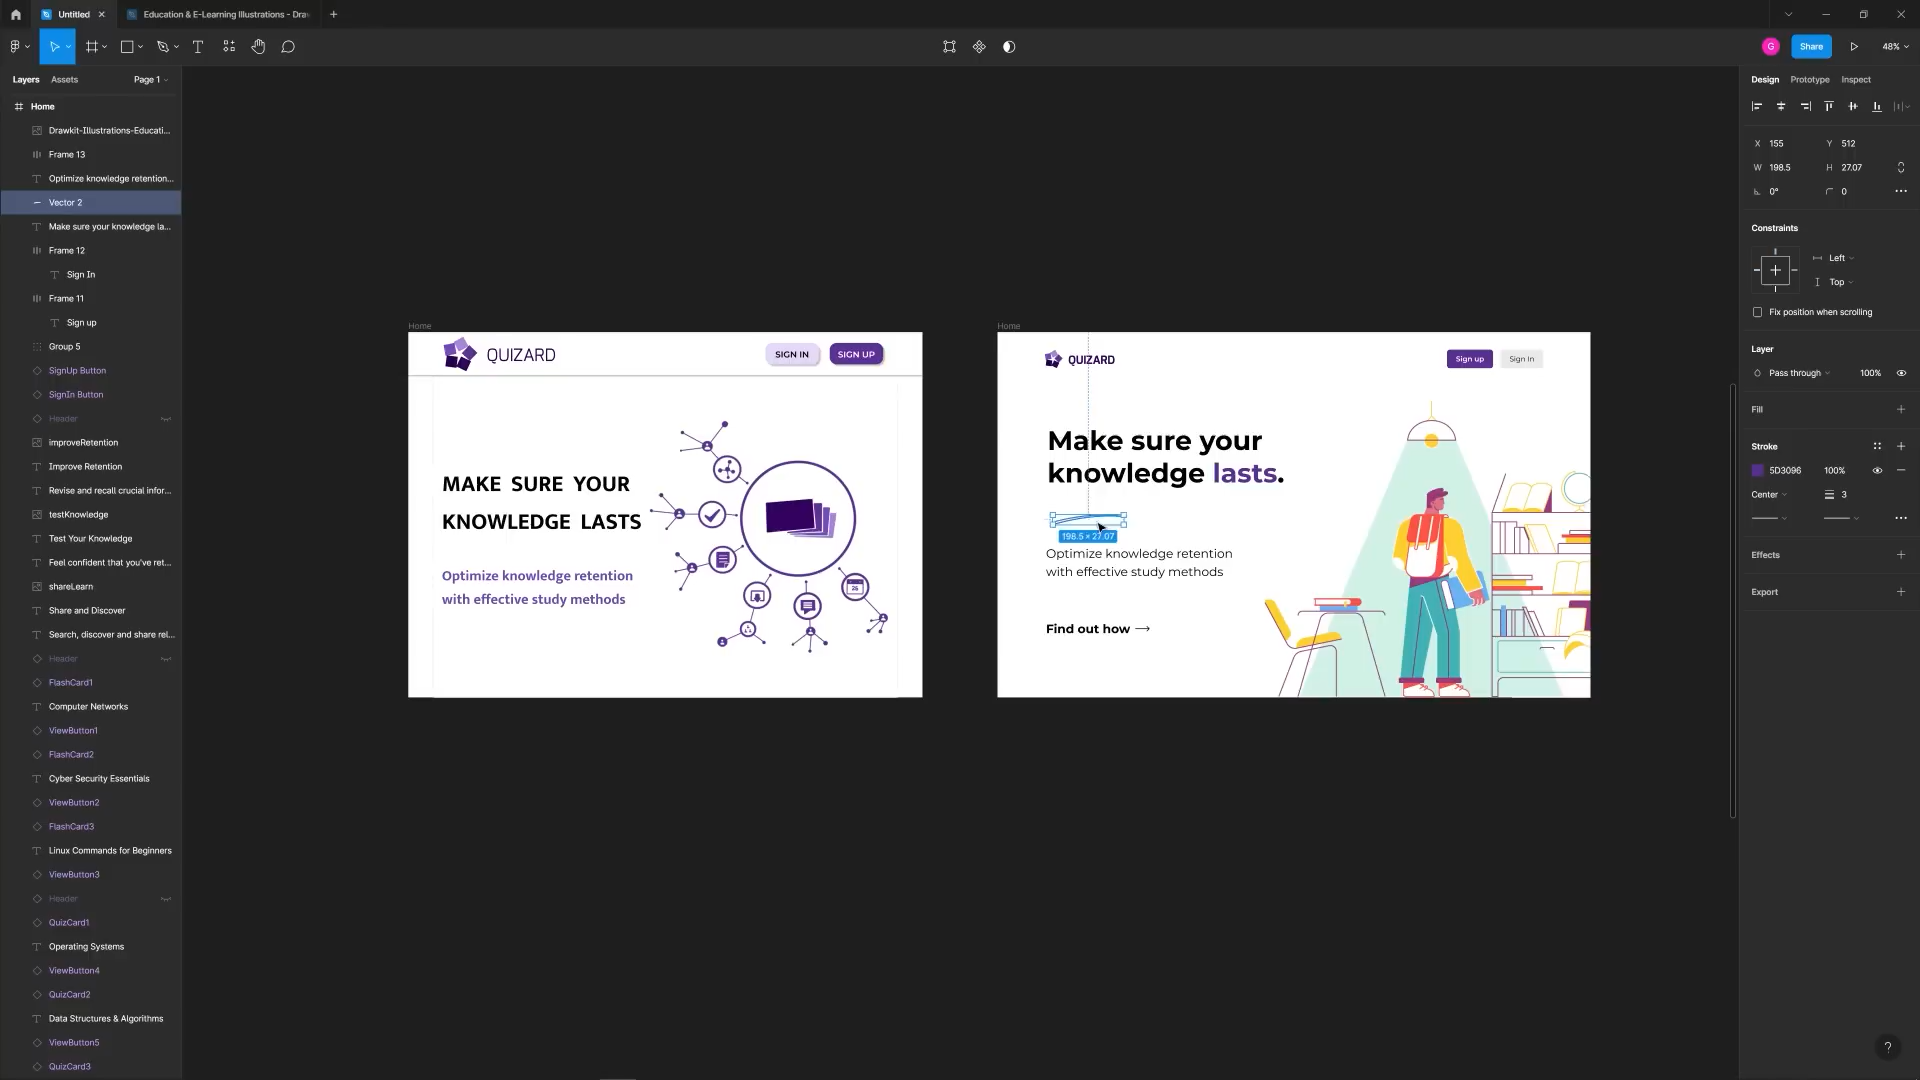 Untitled
Education & E-Learning Illustrations - Dra
G
Share
48%
Layers
Assets
Page 1
Home
Drawkit-Illustrations-Educati...
Frame 13
Optimize knowledge retention...
Vector 2
Make sure your knowledge la...
Frame 12
Sign In
Frame 11
Sign up
Group 5
SignUp Button
SignIn Button
Header
improveRetention
Improve Retention
Revise and recall crucial infor...
testKnowledge
Test Your Knowledge
Feel confident that you've ret...
shareLearn
Share and Discover
Search, discover and share rel...
Header
FlashCard1
Computer Networks
ViewButton1
FlashCard2
Cyber Security Essentials
ViewButton2
FlashCard3
Linux Commands for Beginners
ViewButton3
Header
QuizCard1
Operating Systems
ViewButton4
QuizCard2
Data Structures & Algorithms
ViewButton5
QuizCard3
Home
QUIZARD
SIGN IN
SIGN UP
MAKE SURE YOUR
KNOWLEDGE LASTS
Optimize knowledge retention
with effective study methods
26
Home
QUIZARD
Sign up
Sign In
Make sure your
knowledge lasts.
198.5 × 27.07
Optimize knowledge retention
with effective study methods
Find out how →
Design
Prototype
Inspect
X 155
Y 512
W 198.5
H 27.07
0°
0
Constraints
Left
Top
Fix position when scrolling
Layer
Pass through
100%
Fill
Stroke
5D3096
100%
Center
3
Effects
Export
?